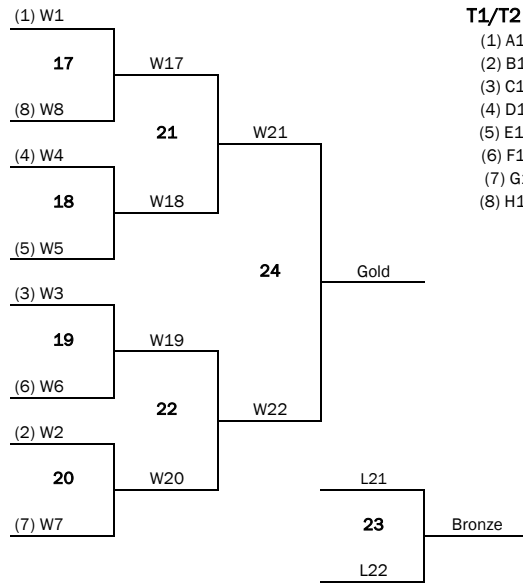 (1) W1
17
W17
(8) W8
21
W21
(4) W4
18
W18
(5) W5
24
Gold
(3) W3
19
W19
(6) W6
22
W22
(2) W2
20
W20
(7) W7
L21
23
Bronze
L22
T1/T2
(1) A1
(2) B1
(3) C1
(4) D1
(5) E1
(6) F1
(7) G1
(8) H1